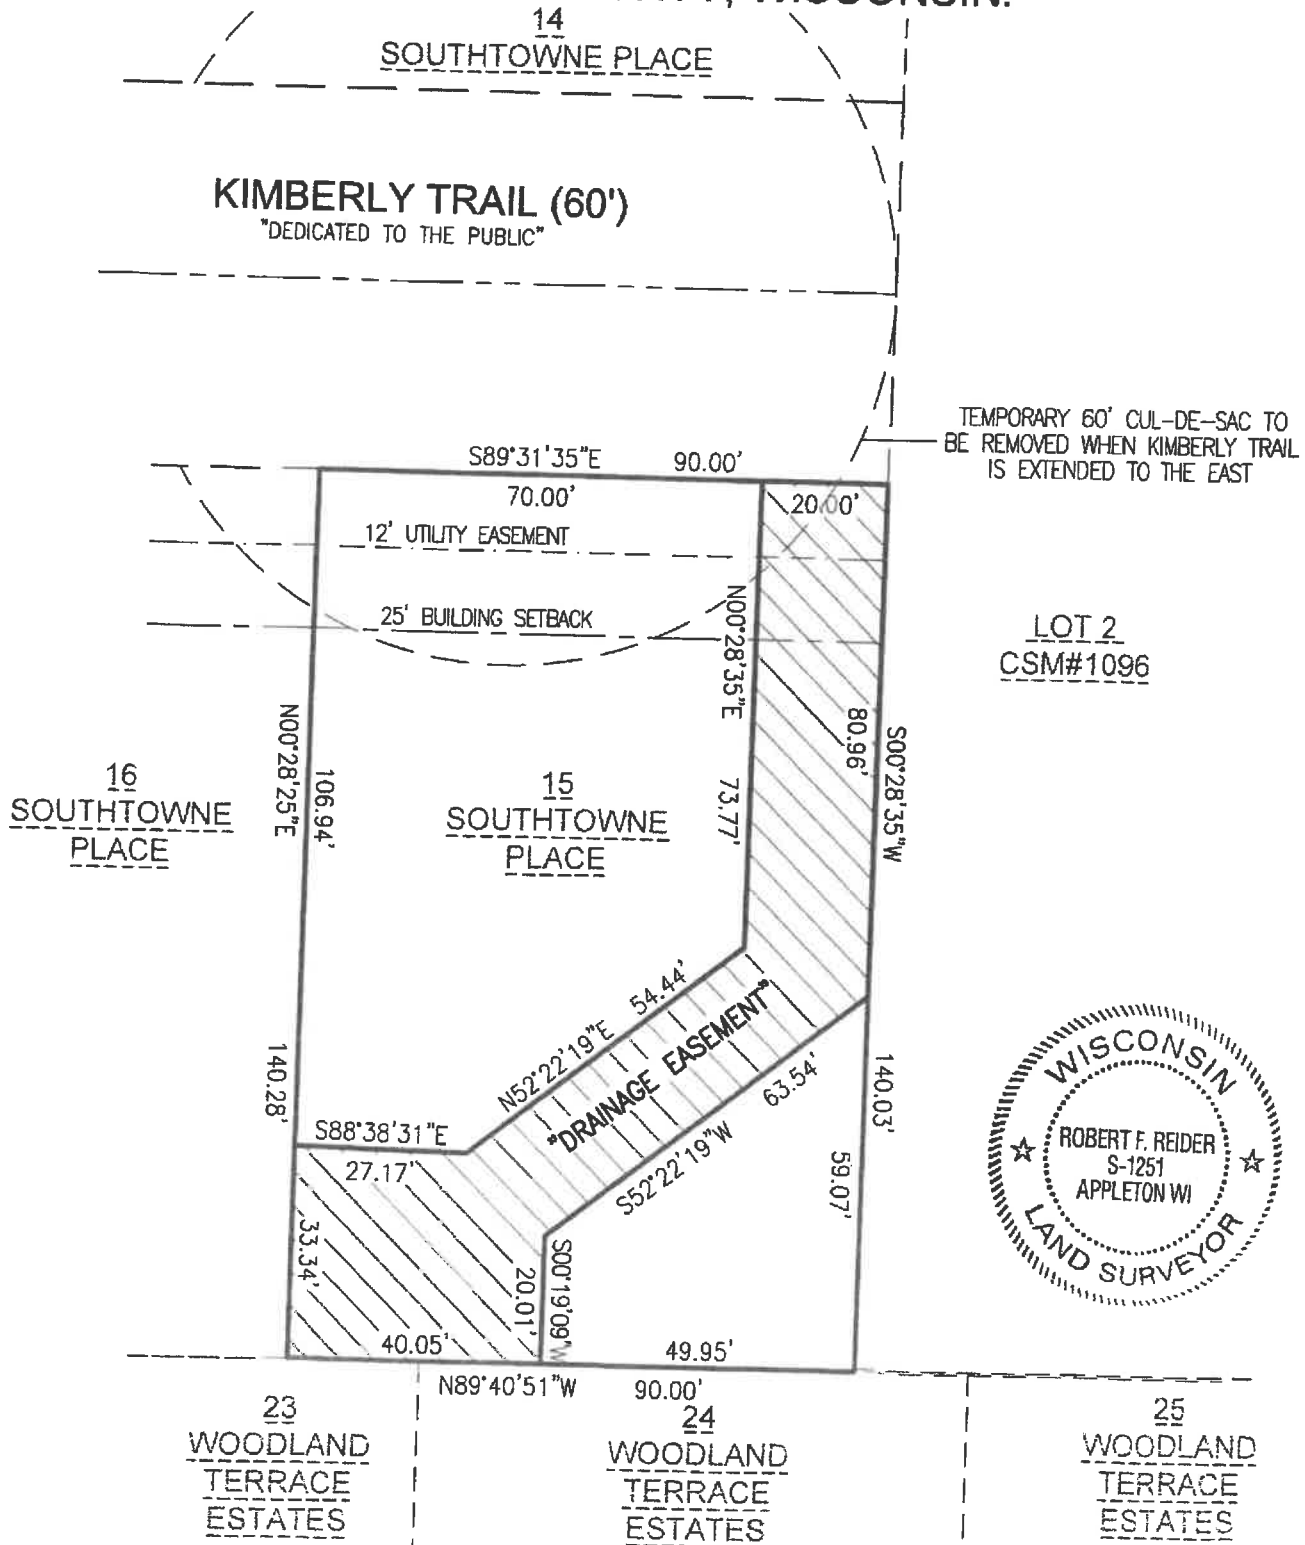 WISCONSIN.
14
SOUTHTOWNE PLACE
KIMBERLY TRAIL (60')
"DEDICATED TO THE PUBLIC"
TEMPORARY 60' CUL-DE-SAC TO
BE REMOVED WHEN KIMBERLY TRAIL
IS EXTENDED TO THE EAST
S89°31'35"E 90.00'
70.00'
20.00'
12' UTILITY EASEMENT
25' BUILDING SETBACK
N00°28'35"E
73.77'
80.96'
S00°28'35"W
LOT 2
CSM#1096
N00°28'25"E
106.94'
16
SOUTHTOWNE
PLACE
15
SOUTHTOWNE
PLACE
140.28'
N52°22'19"E 54.44'
"DRAINAGE EASEMENT"
S52°22'19"W 63.54'
140.03'
59.07'
S88°38'31"E
27.17'
33.34'
20.01'
S00°19'09"W
40.05'
49.95'
N89°40'51"W 90.00'
WISCONSIN
ROBERT F. REIDER
S-1251
APPLETON WI
LAND SURVEYOR
23
WOODLAND
TERRACE
ESTATES
24
WOODLAND
TERRACE
ESTATES
25
WOODLAND
TERRACE
ESTATES